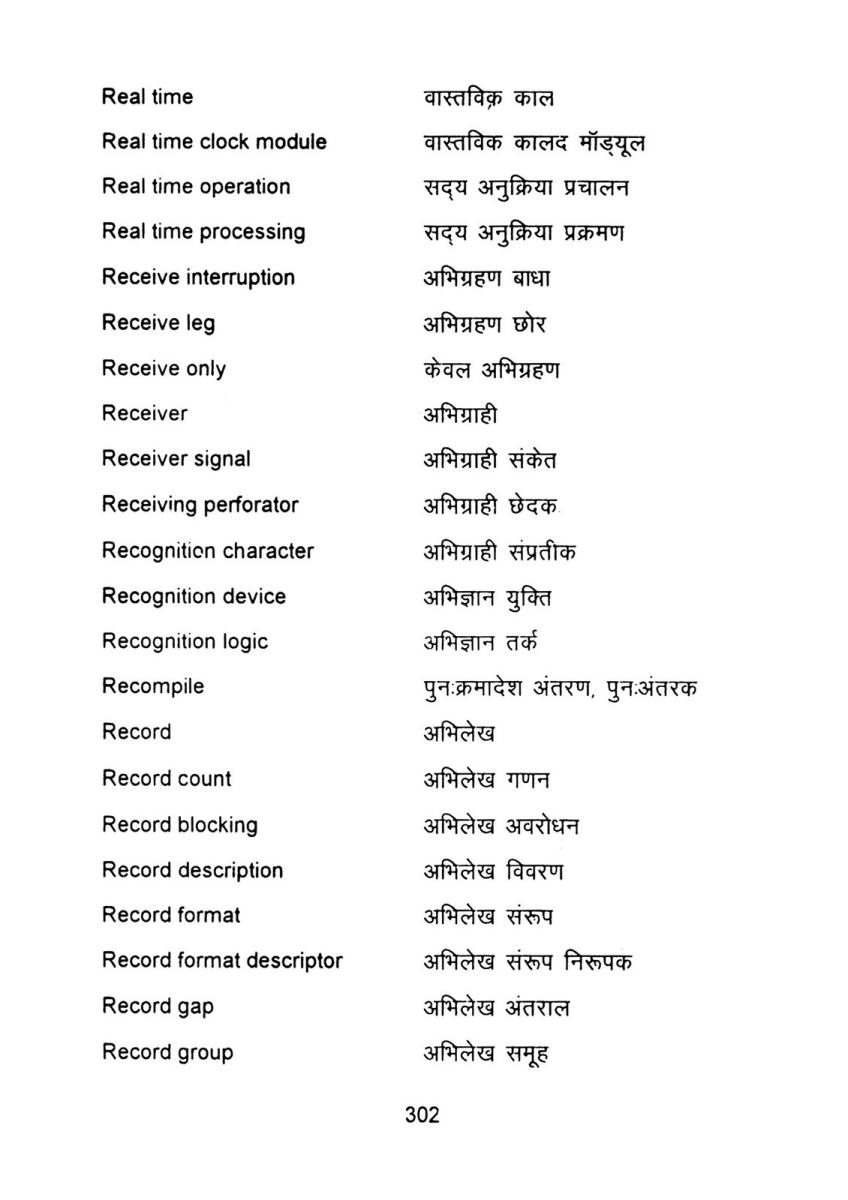 Real time वास्तविक़ काल
Real time clock module वास्तविक कालद मॉड्यूल
Real time operation सद्य अनुक्रिया प्रचालन
Real time processing सद्य अनुक्रिया प्रक्रमण
Receive interruption अभिग्रहण बाधा
Receive leg अभिग्रहण छोर
Receive only केवल अभिग्रहण
Receiver अभिग्राही
Receiver signal अभिग्राही संकेत
Receiving perforator अभिग्राही छेदक
Recognition character अभिग्राही संप्रतीक
Recognition device अभिज्ञान युक्ति
Recognition logic अभिज्ञान तर्क
Recompile पुनःक्रमादेश अंतरण, पुनःअंतरक
Record अभिलेख
Record count अभिलेख गणन
Record blocking अभिलेख अवरोधन
Record description अभिलेख विवरण
Record format अभिलेख संरूप
Record format descriptor अभिलेख संरूप निरूपक
Record gap अभिलेख अंतराल
Record group अभिलेख समूह
302